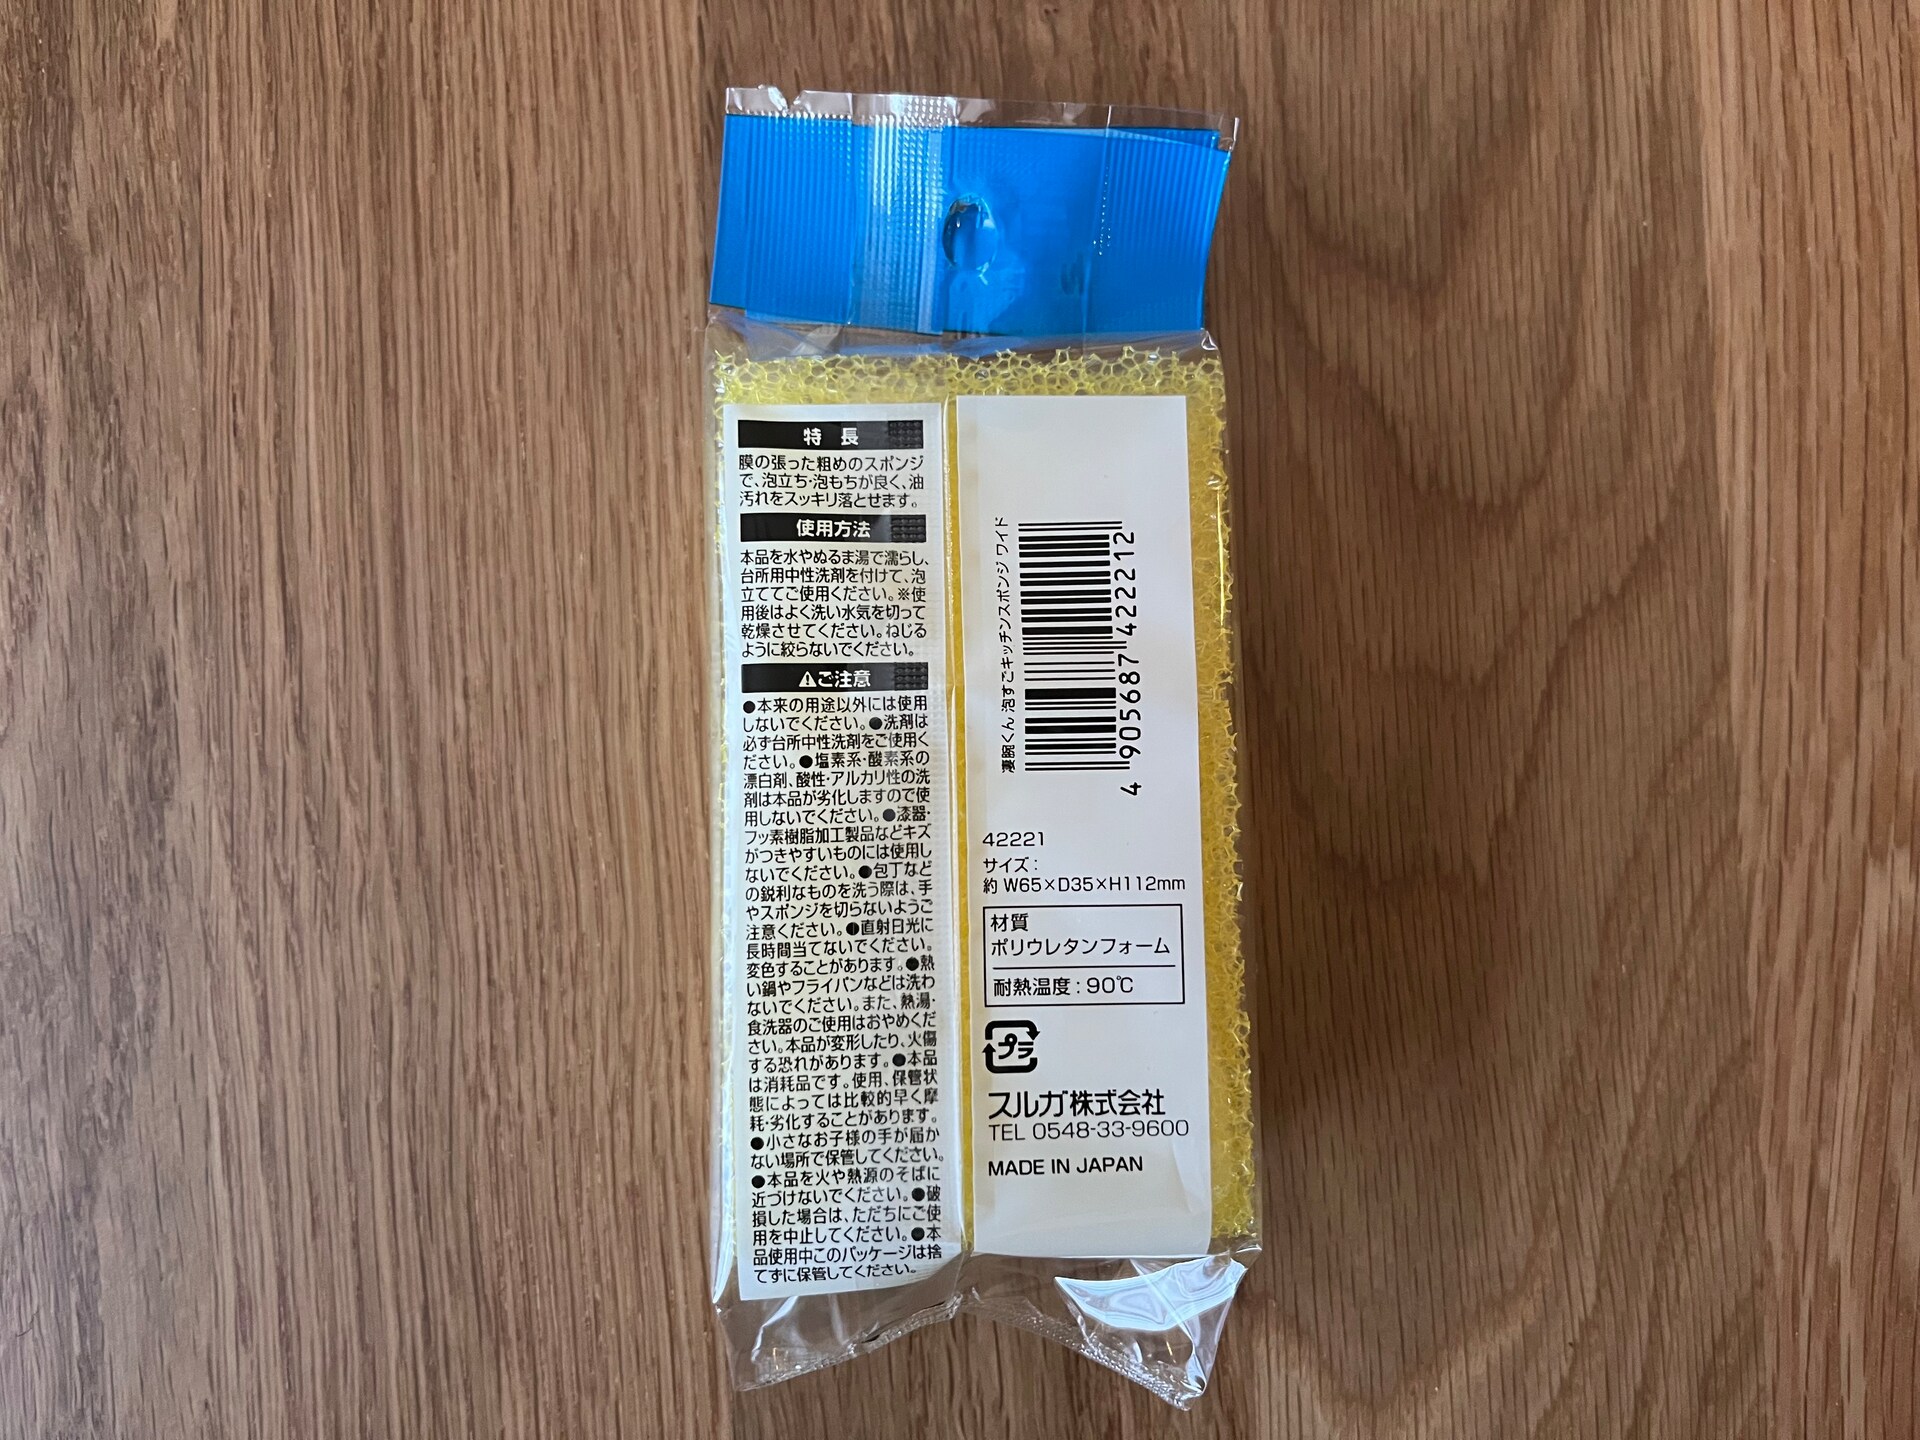 特 長
膜の張った粗めのスポンジ
で、泡立ち・泡もちが良く、油
汚れをスッキリ落とせます。
使用方法
本品を水やぬるま湯で濡らし、
台所用中性洗剤を付けて、泡
立ててご使用ください。※使
用後はよく洗い水気を切って
乾燥させてください。ねじる
ように絞らないでください。
⚠ご注意
●本来の用途以外には使用
しないでください。●洗剤は
必ず台所中性洗剤をご使用く
ださい。●塩素系・酸素系の
漂白剤、酸性・アルカリ性の洗
剤は本品が劣化しますので使
用しないでください。●漆器・
フッ素樹脂加工製品などキズ
がつきやすいものには使用し
ないでください。●包丁など
の鋭利なものを洗う際は、手
やスポンジを切らないようご
注意ください。●直射日光に
長時間当てないでください。
変色することがあります。●熱
い鍋やフライパンなどは洗わ
ないでください。また、熱湯・
食洗器のご使用はおやめくだ
さい。本品が変形したり、火傷
する恐れがあります。●本品
は消耗品です。使用、保管状
態によっては比較的早く摩
耗・劣化することがあります。
●小さなお子様の手が届か
ない場所で保管してください。
●本品を火や熱源のそばに
近づけないでください。●破
損した場合は、ただちにご使
用を中止してください。●本
品使用中このパッケージは捨
てずに保管してください。
凄腕くん 泡すごキッチンスポンジ ワイド
4 905687 422212
42221
サイズ：
約 W65×D35×H112mm
材質
ポリウレタンフォーム
耐熱温度：90℃
プラ
スルガ株式会社
TEL 0548-33-9600
MADE IN JAPAN